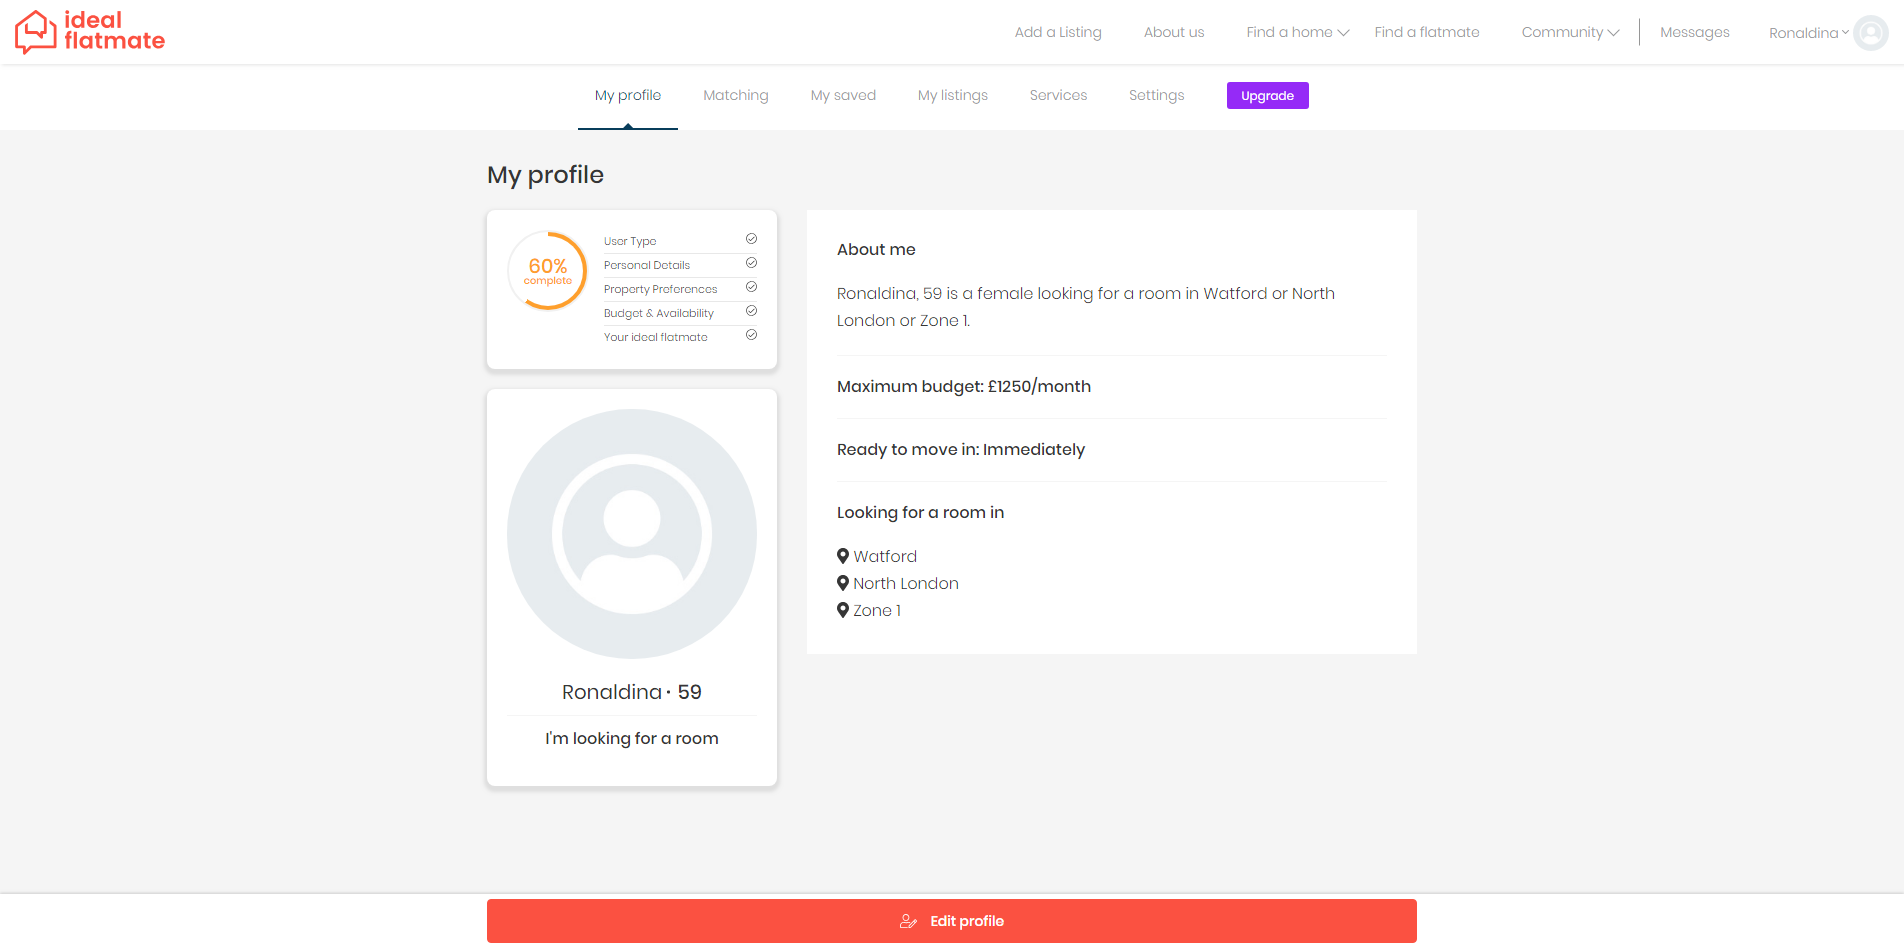 ideal
flatmate
Add a Listing
About us
Find a home
Find a flatmate
Community
Messages
Ronaldina
My profile
Matching
My saved
My listings
Services
Settings
Upgrade
My profile
60%
complete
User Type
Personal Details
Property Preferences
Budget & Availability
Your ideal flatmate
Ronaldina · 59
I'm looking for a room
About me
Ronaldina, 59 is a female looking for a room in Watford or North
London or Zone 1.
Maximum budget: £1250/month
Ready to move in: Immediately
Looking for a room in
Watford
North London
Zone 1
Edit profile